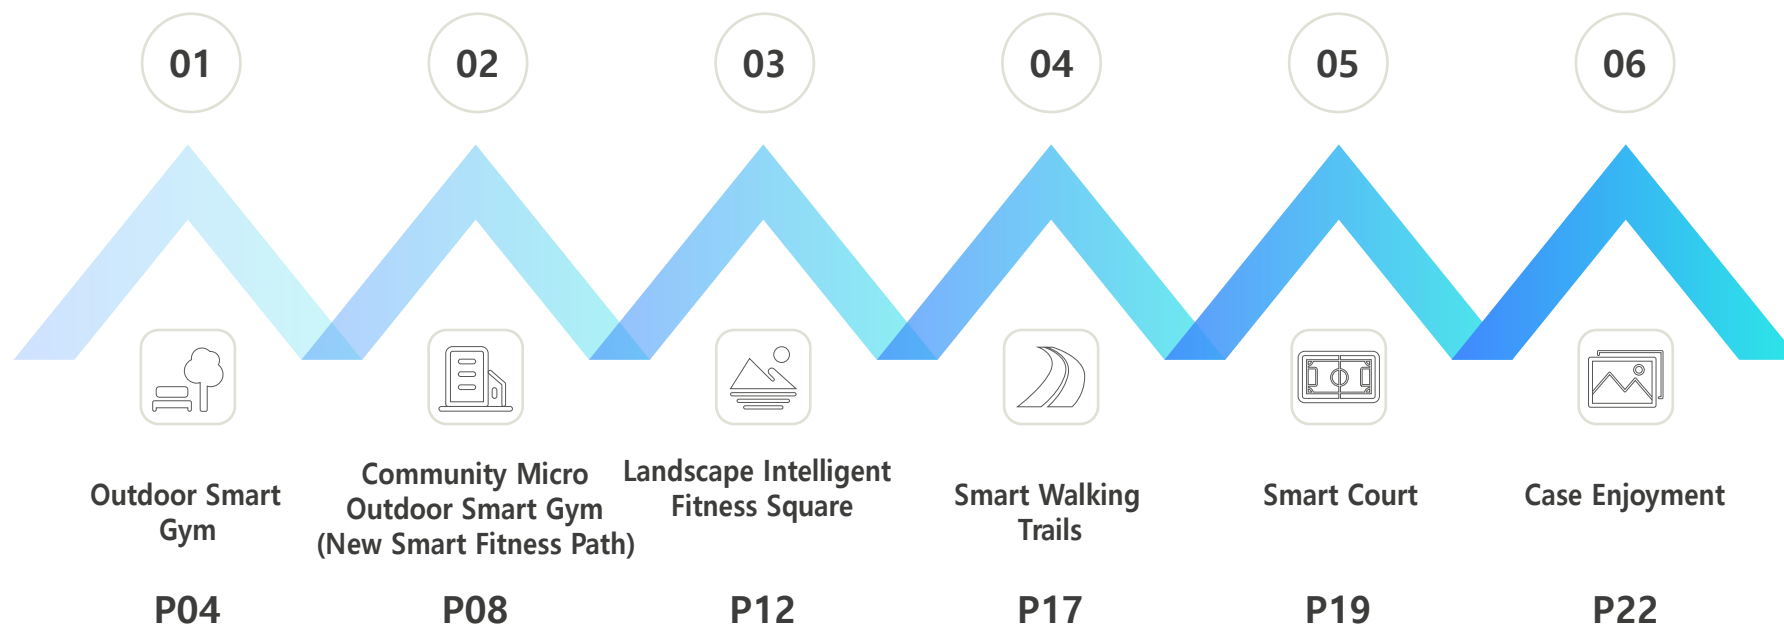 01
02
03
04
05
06
Outdoor Smart
Gym
Community Micro
Outdoor Smart Gym
(New Smart Fitness Path)
Landscape Intelligent
Fitness Square
Smart Walking
Trails
Smart Court
Case Enjoyment
P04
P08
P12
P17
P19
P22